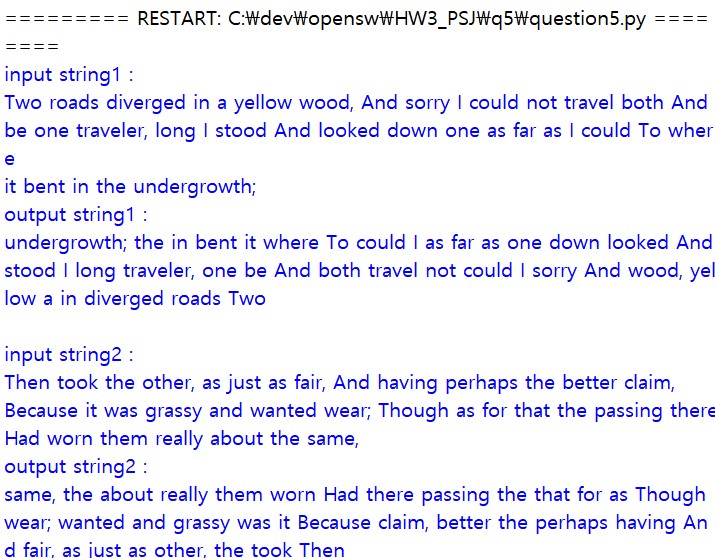 ========= RESTART: C:₩dev₩opensw₩HW3_PSJ₩q5₩question5.py ====
====
input string1 :
Two roads diverged in a yellow wood, And sorry I could not travel both And
be one traveler, long I stood And looked down one as far as I could To wher
e
it bent in the undergrowth;
output string1 :
undergrowth; the in bent it where To could I as far as one down looked And
stood I long traveler, one be And both travel not could I sorry And wood, yel
low a in diverged roads Two
input string2 :
Then took the other, as just as fair, And having perhaps the better claim,
Because it was grassy and wanted wear; Though as for that the passing there
Had worn them really about the same,
output string2 :
same, the about really them worn Had there passing the that for as Though
wear; wanted and grassy was it Because claim, better the perhaps having An
d fair, as just as other, the took Then